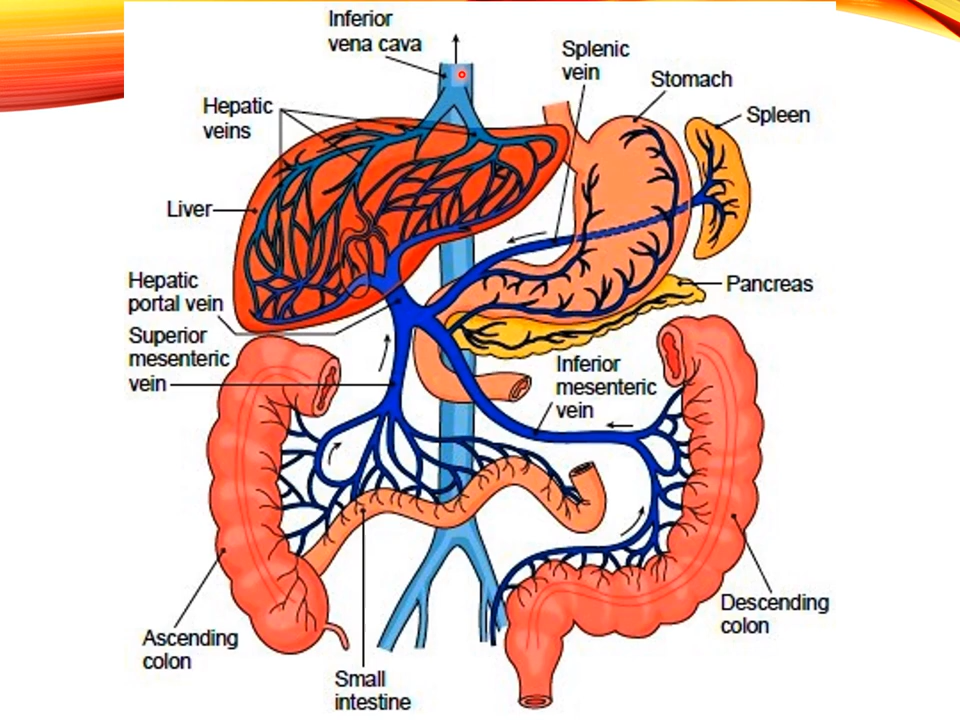 Inferior
vena cava
Splenic
vein
Stomach
Hepatic
veins
Spleen
Liver
Hepatic
portal vein
Pancreas
Superior
mesenteric
vein
Inferior
mesenteric
vein
Descending
colon
Ascending
colon
Small
intestine